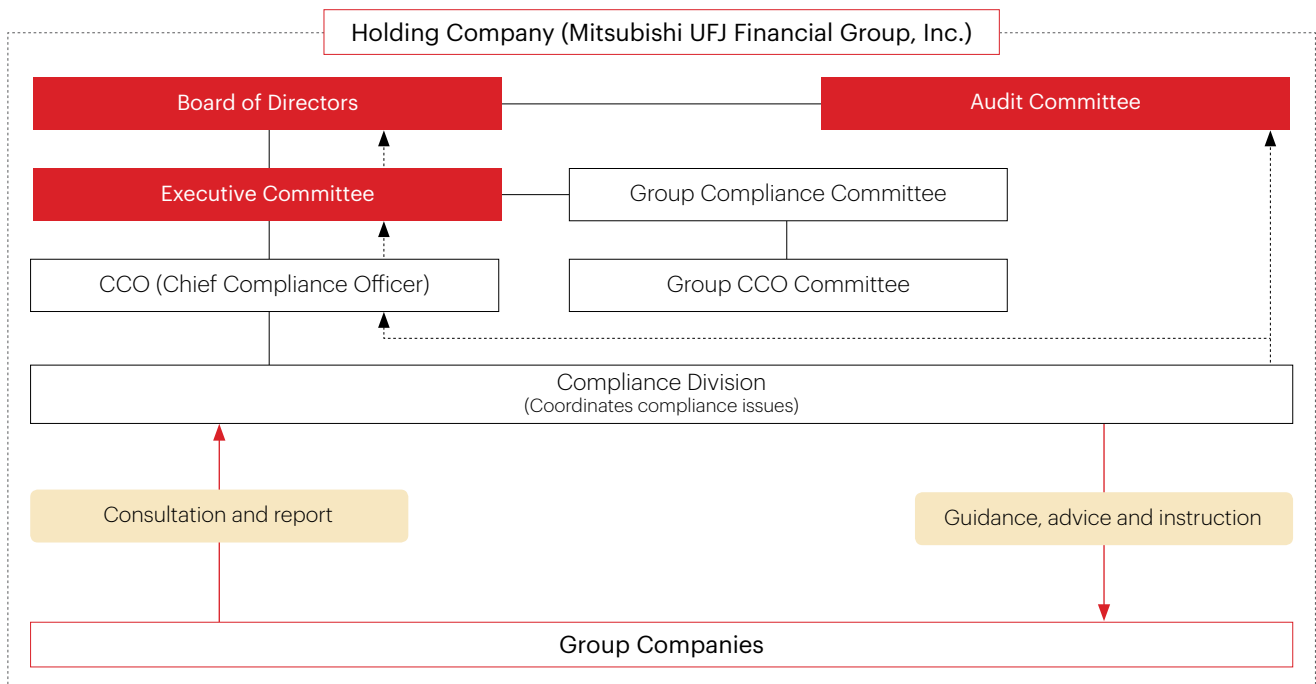 Holding Company (Mitsubishi UFJ Financial Group, Inc.)
Board of Directors
Audit Committee
Executive Committee
Group Compliance Committee
CCO (Chief Compliance Officer)
Group CCO Committee
Compliance Division
(Coordinates compliance issues)
Consultation and report
Guidance, advice and instruction
Group Companies